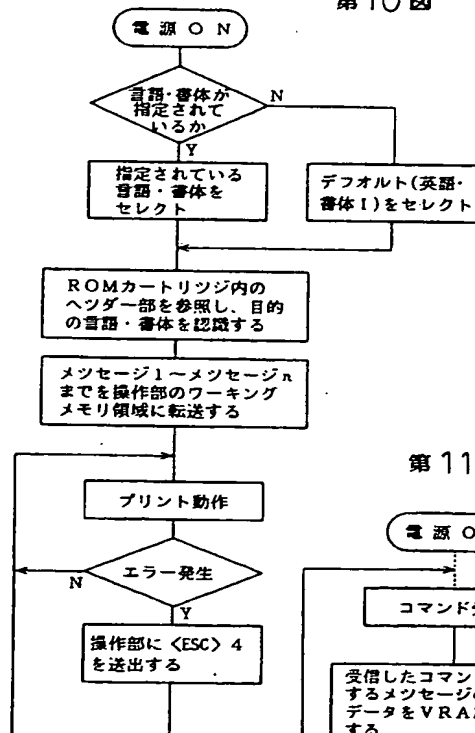 第10図
電源ON
言語・書体が
指定されて
いるか
N
Y
指定されている
言語・書体を
セレクト
デフオルト(英語・
書体I)をセレクト
ROMカートリツジ内の
ヘツダー部を参照し、目的
の言語・書体を認識する
メツセージ1〜メツセージn
までを操作部のワーキング
メモリ領域に転送する
プリント動作
エラー発生
N
Y
操作部に〈ESC〉4
を送出する
第11
電源O
コマンド
受信したコマン
するメツセージ
データをVRA
する